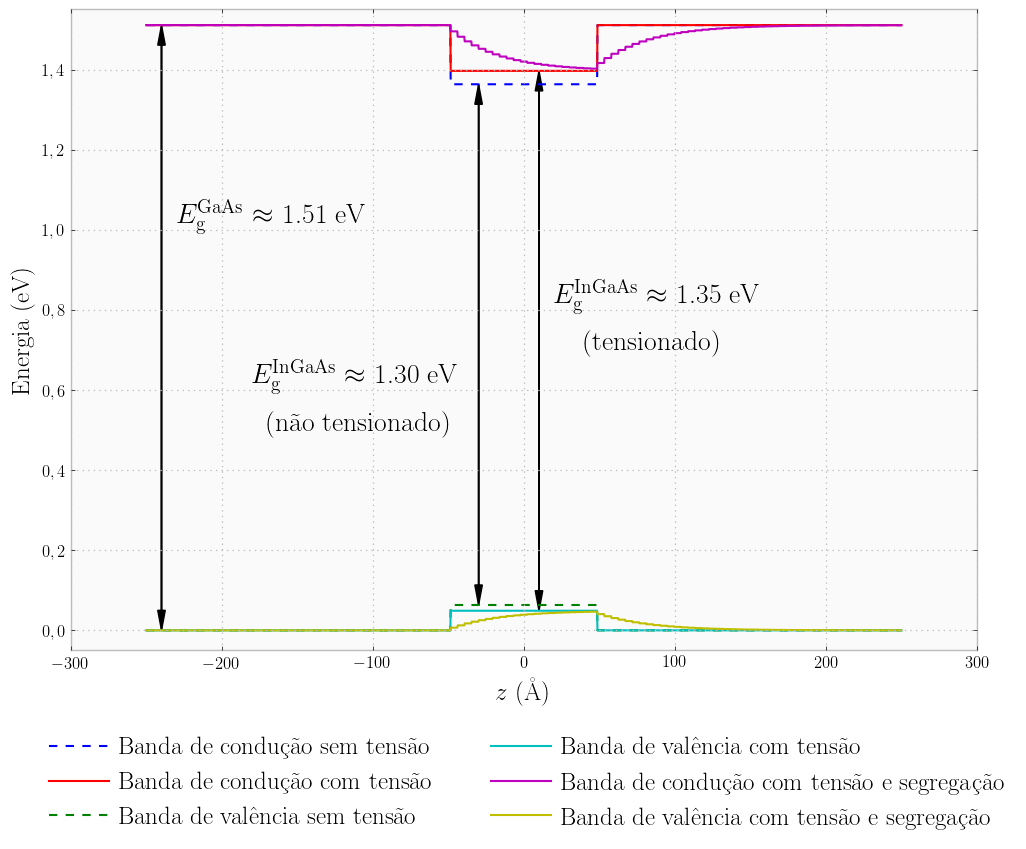 1,4
1,2
1,0
0,8
0,6
0,4
0,2
0,0
Energia (eV)
E_g^GaAs ≈ 1.51 eV
E_g^InGaAs ≈ 1.35 eV
(tensionado)
E_g^InGaAs ≈ 1.30 eV
(não tensionado)
−300 −200 −100 0 100 200 300
z (Å)
Banda de condução sem tensão
Banda de condução com tensão
Banda de valência sem tensão
Banda de valência com tensão
Banda de condução com tensão e segregação
Banda de valência com tensão e segregação